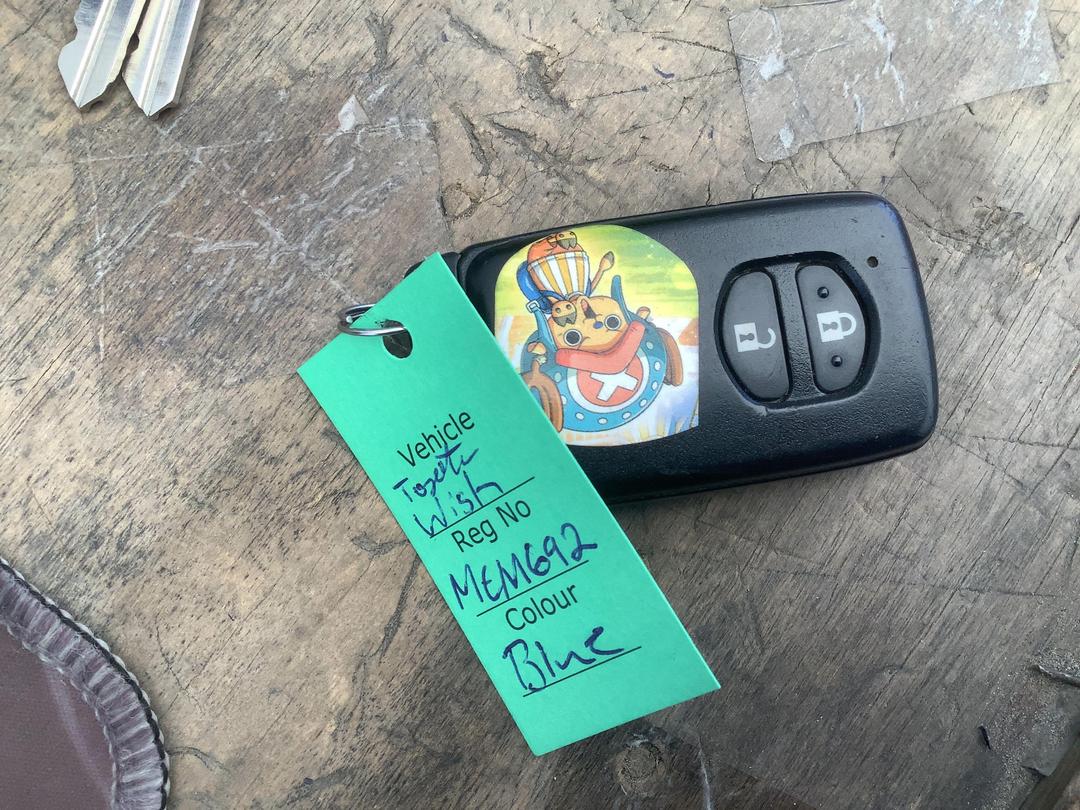 Vehicle
Toyota
Wish
Reg No
MEM692
Colour
Blue